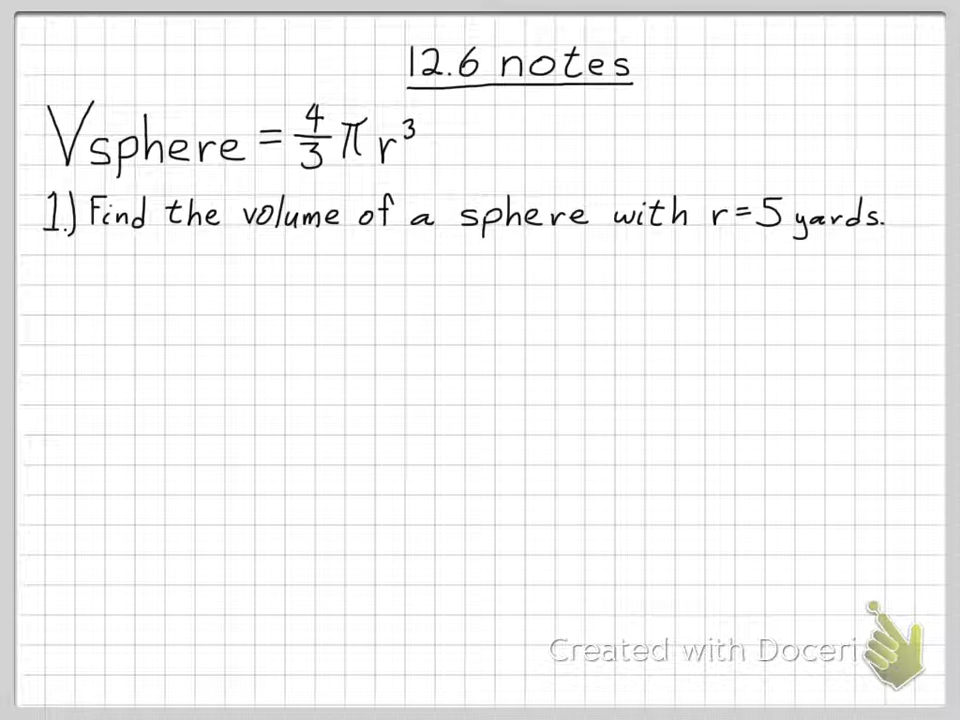 12.6 notes
Vsphere = 4/3 π r³
1.) Find the volume of a sphere with r=5 yards.
Created with Doceri